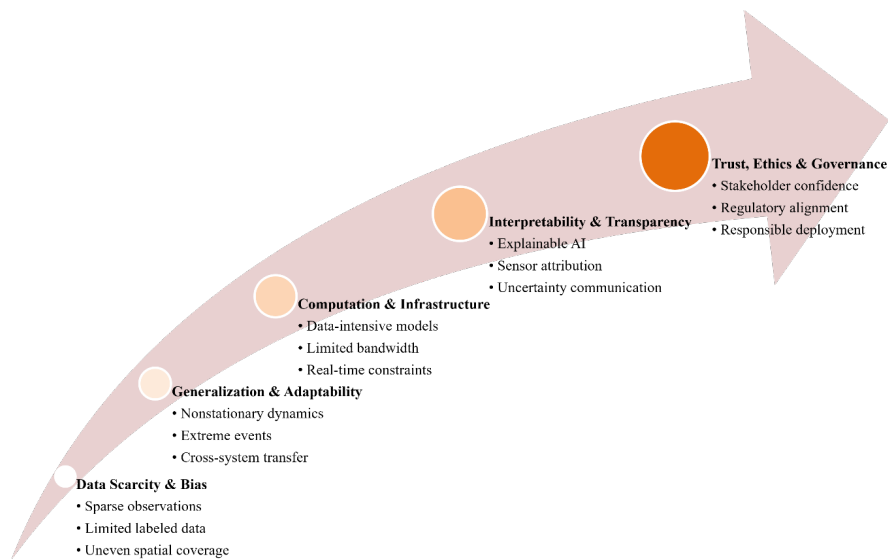 Trust, Ethics & Governance
• Stakeholder confidence
• Regulatory alignment
• Responsible deployment
Interpretability & Transparency
• Explainable AI
• Sensor attribution
• Uncertainty communication
Computation & Infrastructure
• Data-intensive models
• Limited bandwidth
• Real-time constraints
Generalization & Adaptability
• Nonstationary dynamics
• Extreme events
• Cross-system transfer
Data Scarcity & Bias
• Sparse observations
• Limited labeled data
• Uneven spatial coverage